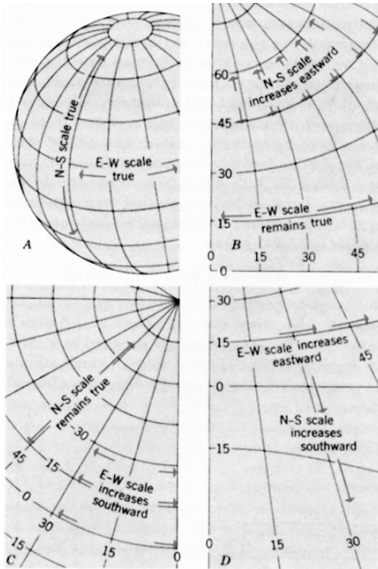 N-S scale true
E-W scale
true
A
60
45
30
15
0
N-S scale
increases eastward
E-W scale
remains true
B
15
30
45
N-S scale
remains true
30
15
0
15
45
30
15
0
E-W scale
increases
southward
C
30
15
0
15
E-W scale increases
eastward
45
N-S scale
increases
southward
D
0
15
30